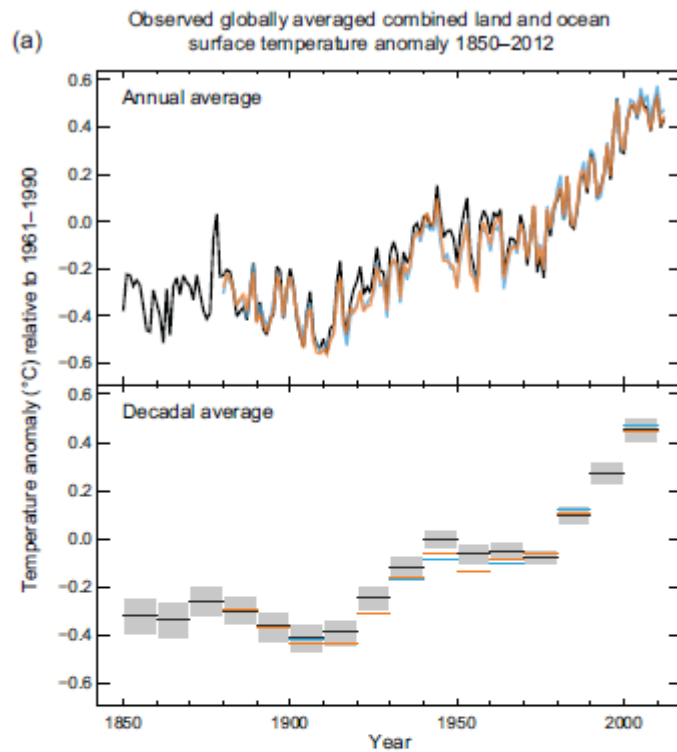 Observed globally averaged combined land and ocean
surface temperature anomaly 1850–2012
(a)
Temperature anomaly (°C) relative to 1961–1990
Annual average
0.6
0.4
0.2
0.0
−0.2
−0.4
−0.6
Decadal average
0.6
0.4
0.2
0.0
−0.2
−0.4
−0.6
1850
1900
1950
2000
Year